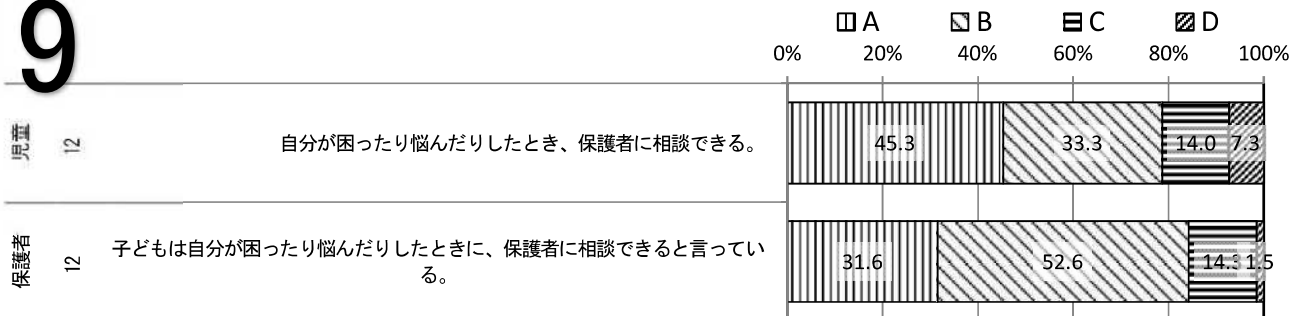 9
A B C D
0% 20% 40% 60% 80% 100%
児童 12 自分が困ったり悩んだりしたとき、保護者に相談できる。 45.3 33.3 14.0 7.3
保護者 12 子どもは自分が困ったり悩んだりしたときに、保護者に相談できると言ってい
る。 31.6 52.6 14.3 1.5